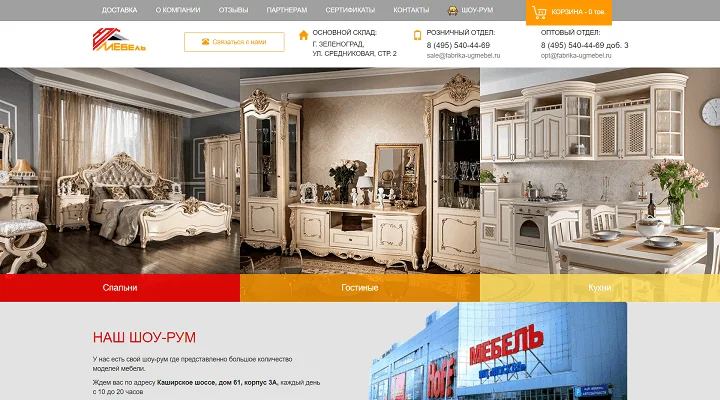 ДОСТАВКА О КОМПАНИИ ОТЗЫВЫ ПАРТНЕРАМ СЕРТИФИКАТЫ КОНТАКТЫ ШОУ-РУМ
КОРЗИНА - 0 тов.
МЕБЕЛЬ
Связаться с нами
ОСНОВНОЙ СКЛАД:
Г. ЗЕЛЕНОГРАД,
УЛ. СРЕДНИКОВАЯ, СТР. 2
РОЗНИЧНЫЙ ОТДЕЛ:
8 (495) 540-44-69
sale@fabrika-ugmebel.ru
ОПТОВЫЙ ОТДЕЛ:
8 (495) 540-44-69 доб. 3
opt@fabrika-ugmebel.ru
Спальни
Гостиные
Кухни
НАШ ШОУ-РУМ
У нас есть свой шоу-рум где представленно большое количество
моделей мебели.
Ждем вас по адресу Каширское шоссе, дом 61, корпус 3А, каждый день
с 10 до 20 часов
МЕБЕЛЬ